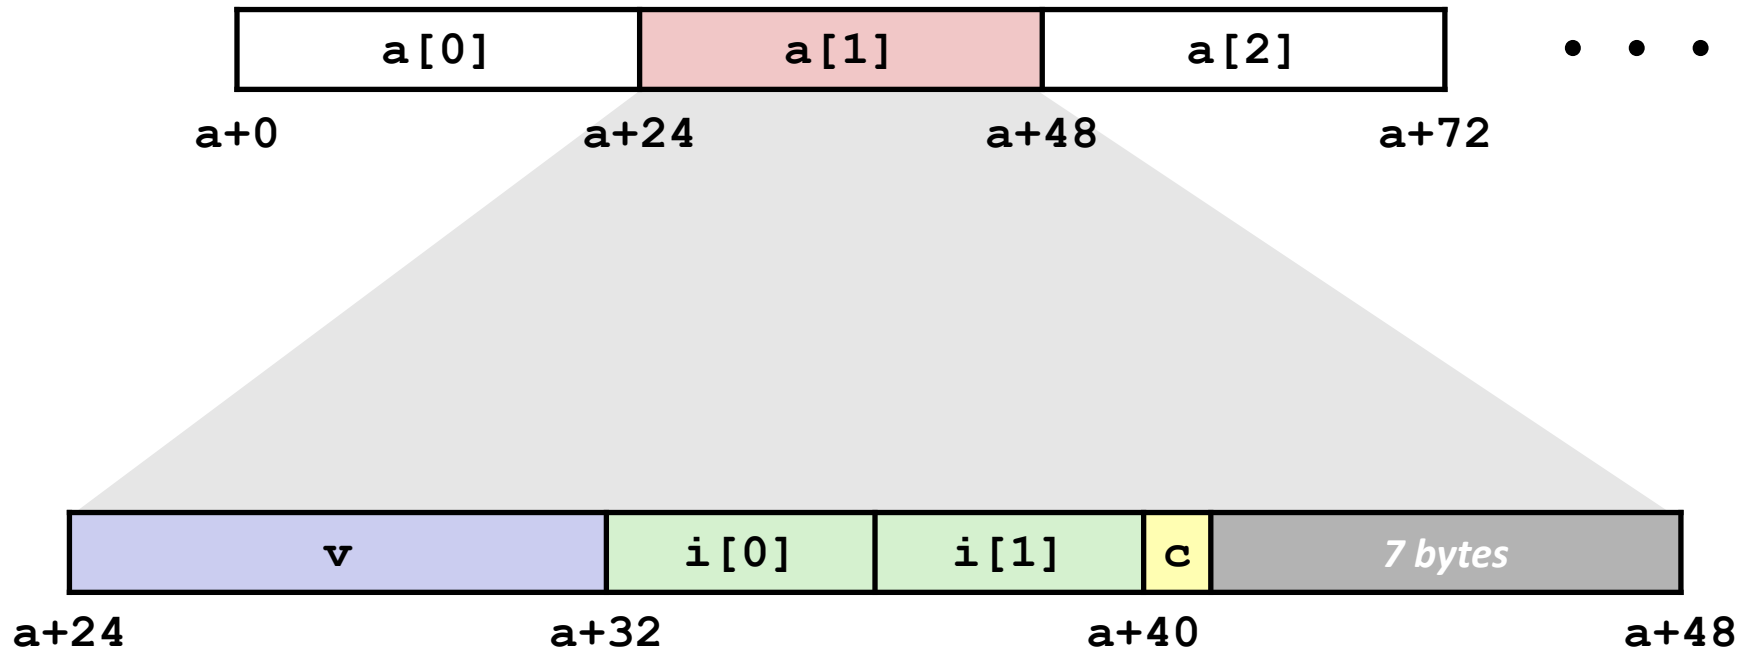 a[0] a[1] a[2] • • •
a+0 a+24 a+48 a+72
v i[0] i[1] c 7 bytes
a+24 a+32 a+40 a+48